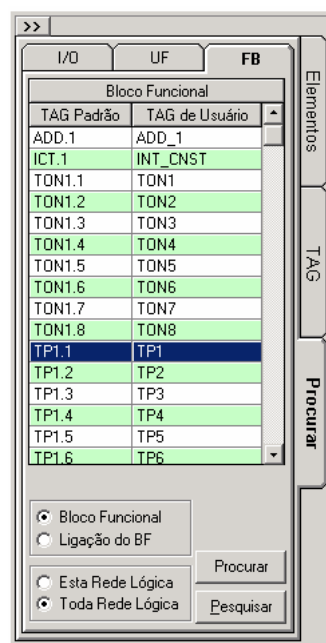 >>
I/O UF FB
Bloco Funcional
TAG Padrão TAG de Usuário
ADD.1 ADD_1
ICT.1 INT_CNST
TON1.1 TON1
TON1.2 TON2
TON1.3 TON3
TON1.4 TON4
TON1.5 TON5
TON1.6 TON6
TON1.7 TON7
TON1.8 TON8
TP1.1 TP1
TP1.2 TP2
TP1.3 TP3
TP1.4 TP4
TP1.5 TP5
TP1.6 TP6
Bloco Funcional
Ligação do BF
Esta Rede Lógica
Toda Rede Lógica
Procurar
Pesquisar
Elementos
TAG
Procurar